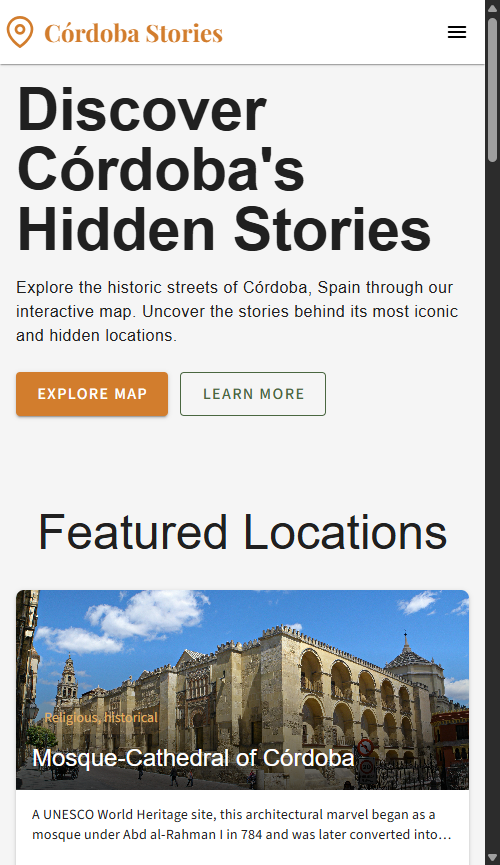 Córdoba Stories
Discover
Córdoba's
Hidden Stories
Explore the historic streets of Córdoba, Spain through our
interactive map. Uncover the stories behind its most iconic
and hidden locations.
EXPLORE MAP
LEARN MORE
Featured Locations
Religious, historical
Mosque-Cathedral of Córdoba
A UNESCO World Heritage site, this architectural marvel began as a
mosque under Abd al-Rahman I in 784 and was later converted into…